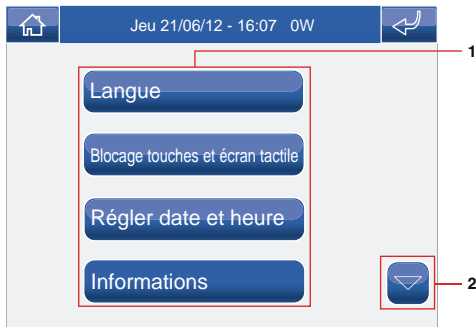 Jeu 21/06/12 - 16:07 0W
1
Langue
Blocage touches et écran tactile
Régler date et heure
Informations
2